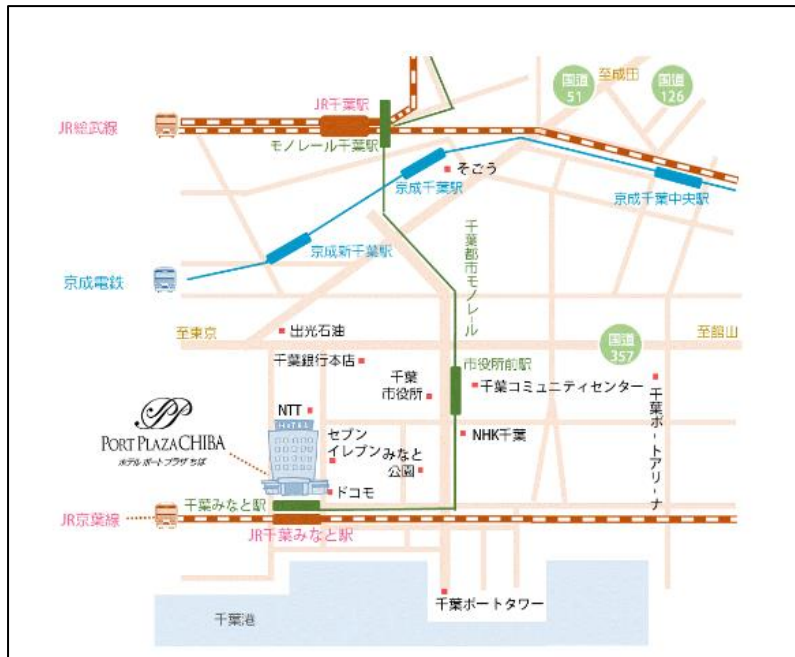 国道
51
至成田
国道
126
JR千葉駅
JR総武線
モノレール千葉駅
そごう
京成千葉駅
京成千葉中央駅
京成新千葉駅
千葉都市モノレール
京成電鉄
至東京
出光石油
国道
357
至館山
千葉銀行本店
市役所前駅
千葉
市役所
千葉コミュニティセンター
千葉ポートアリーナ
NTT
HOTEL
PORT PLAZA CHIBA
ホテル ポートプラザ ちば
セブン
イレブン
みなと
公園
NHK千葉
ドコモ
千葉みなと駅
JR京葉線
JR千葉みなと駅
千葉ポートタワー
千葉港